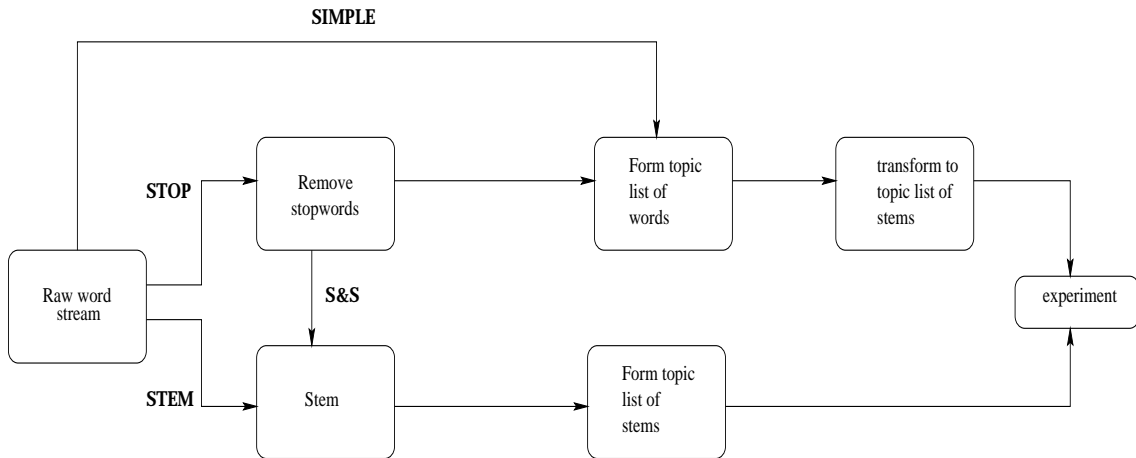 SIMPLE
STOP
Remove
stopwords
Form topic
list of
words
transform to
topic list of
stems
Raw word
stream
S&S
experiment
STEM
Stem
Form topic
list of
stems